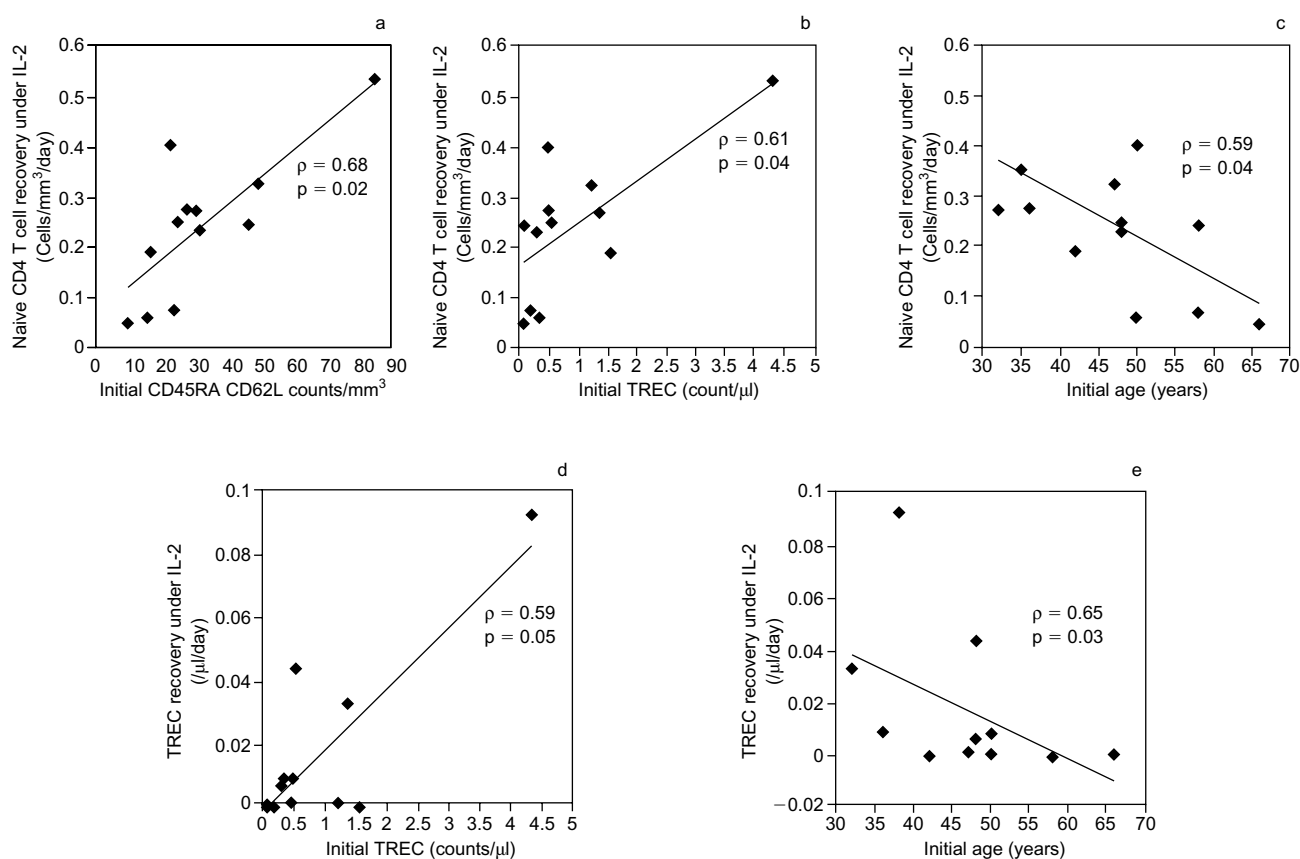 a
Naive CD4 T cell recovery under IL-2
(Cells/mm³/day)
0.6
0.5
0.4
0.3
0.2
0.1
0
ρ = 0.68
p = 0.02
0 10 20 30 40 50 60 70 80 90
Initial CD45RA CD62L counts/mm³
b
Naive CD4 T cell recovery under IL-2
(Cells/mm³/day)
0.6
0.5
0.4
0.3
0.2
0.1
0
ρ = 0.61
p = 0.04
0 0.5 1 1.5 2 2.5 3 3.5 4 4.5 5
Initial TREC (count/μl)
c
Naive CD4 T cell recovery under IL-2
(Cells/mm³/day)
0.6
0.5
0.4
0.3
0.2
0.1
0
ρ = 0.59
p = 0.04
30 35 40 45 50 55 60 65 70
Initial age (years)
d
TREC recovery under IL-2
(/μl/day)
0.1
0.08
0.06
0.04
0.02
0
ρ = 0.59
p = 0.05
0 0.5 1 1.5 2 2.5 3 3.5 4 4.5 5
Initial TREC (counts/μl)
e
TREC recovery under IL-2
(/μl/day)
0.1
0.08
0.06
0.04
0.02
0
−0.02
ρ = 0.65
p = 0.03
30 35 40 45 50 55 60 65 70
Initial age (years)